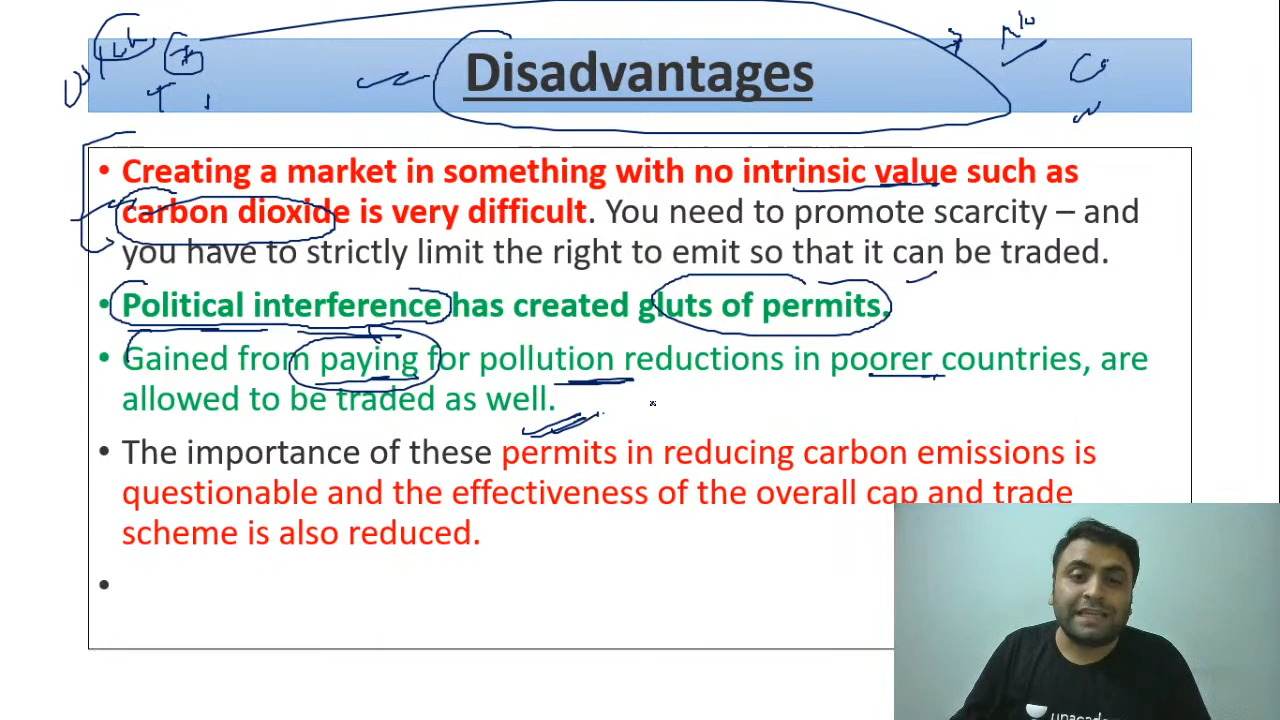 Disadvantages
• Creating a market in something with no intrinsic value such as
carbon dioxide is very difficult. You need to promote scarcity – and
you have to strictly limit the right to emit so that it can be traded.
• Political interference has created gluts of permits,
• Gained from paying for pollution reductions in poorer countries, are
allowed to be traded as well.
• The importance of these permits in reducing carbon emissions is
questionable and the effectiveness of the overall cap and trade
scheme is also reduced.
•